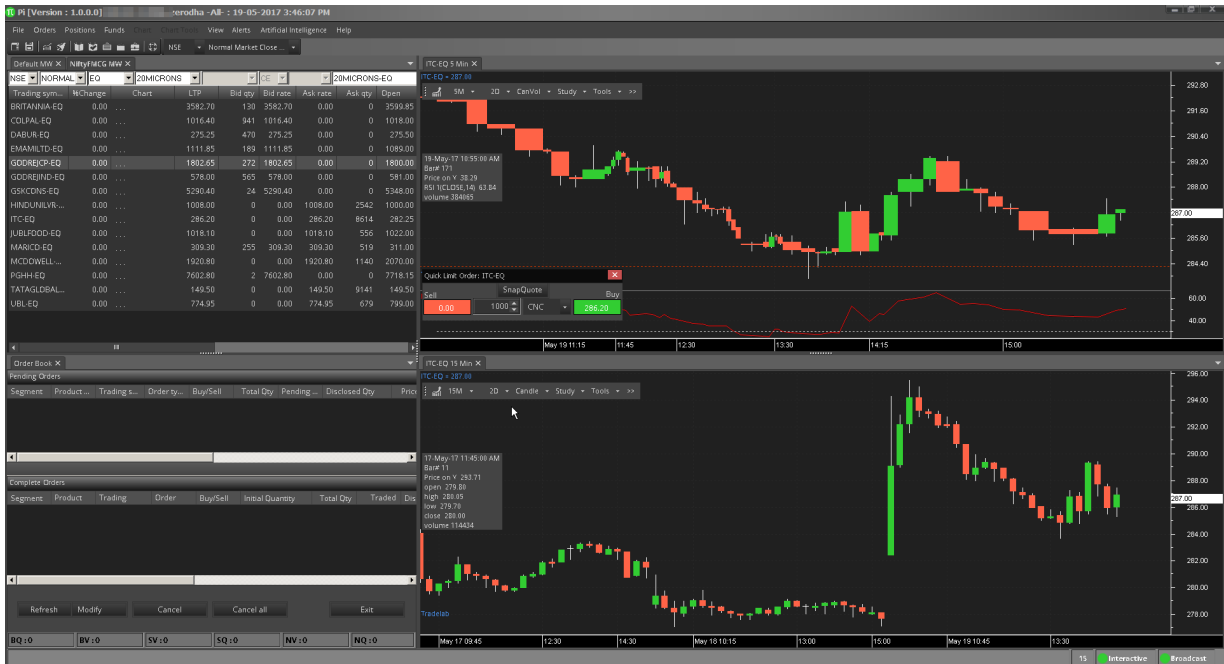 Pi [Version : 1.0.0.0] zerodha -All- : 19-05-2017 3:46:07 PM
File Orders Positions Funds Chart Chart Tools View Alerts Artificial Intelligence Help
NSE Normal Market Close ...
Default MW X NiftyFMCG MW X
NSE NORMAL EQ 20MICRONS CE 20MICRONS-EQ
Trading sym... %Change Chart LTP Bid qty Bid rate Ask rate Ask qty Open
BRITANNIA-EQ 0.00 ... 3582.70 130 3582.70 0.00 0 3599.85
COLPAL-EQ 0.00 ... 1016.40 941 1016.40 0.00 0 1018.00
DABUR-EQ 0.00 ... 275.25 470 275.25 0.00 0 275.50
EMAMILTD-EQ 0.00 ... 1111.85 189 1111.85 0.00 0 1089.00
GODREJCP-EQ 0.00 ... 1802.65 272 1802.65 0.00 0 1800.00
GODREJIND-EQ 0.00 ... 578.00 565 578.00 0.00 0 581.00
GSKCONS-EQ 0.00 ... 5290.40 24 5290.40 0.00 0 5348.00
HINDUNILVR-... 0.00 ... 1008.00 0 0.00 1008.00 2542 1000.00
ITC-EQ 0.00 ... 286.20 0 0.00 286.20 8614 282.25
JUBLFOOD-EQ 0.00 ... 1018.10 0 0.00 1018.10 556 1022.00
MARICO-EQ 0.00 ... 309.30 255 309.30 309.30 519 311.00
MCDOWELL-... 0.00 ... 1920.80 0 0.00 1920.80 1140 2070.00
PGHH-EQ 0.00 ... 7602.80 2 7602.80 0.00 0 7718.15
TATAGLOBAL... 0.00 ... 149.50 0 0.00 149.50 9141 149.50
UBL-EQ 0.00 ... 774.95 0 0.00 774.95 679 799.00
Order Book X
Pending Orders
Segment Product ... Trading s... Order ty... Buy/Sell Total Qty Pending ... Disclosed Qty Price
Complete Orders
Segment Product Trading Order Buy/Sell Initial Quantity Total Qty Traded Dis
Refresh Modify Cancel Cancel all Exit
BQ :0 BV :0 SV :0 SQ :0 NV :0 NQ :0
ITC-EQ 5 Min X
ITC-EQ = 287.00
5M 2D CanVol Study Tools >>
19-May-17 10:55:00 AM
Bar# 171
Price on Y 38.29
RSI 1(CLOSE,14) 63.84
volume 384065
Quick Limit Order: ITC-EQ X
Sell SnapQuote Buy
0.00 1000 CNC 286.20
292.80
291.60
290.40
289.20
288.00
287.00
285.60
284.40
60.00
40.00
May 19 11:15 11:45 12:30 13:30 14:15 15:00
ITC-EQ 15 Min X
ITC-EQ = 287.00
15M 2D Candle Study Tools >>
17-May-17 11:45:00 AM
Bar# 11
Price on Y 293.71
open 279.80
high 280.05
low 279.70
close 280.00
volume 114434
296.00
294.00
292.00
290.00
288.00
287.00
286.00
284.00
282.00
280.00
278.00
Tradelab
May 17 09:45 12:30 14:30 May 18 10:15 13:00 15:00 May 19 10:45 13:30
15 Interactive Broadcast